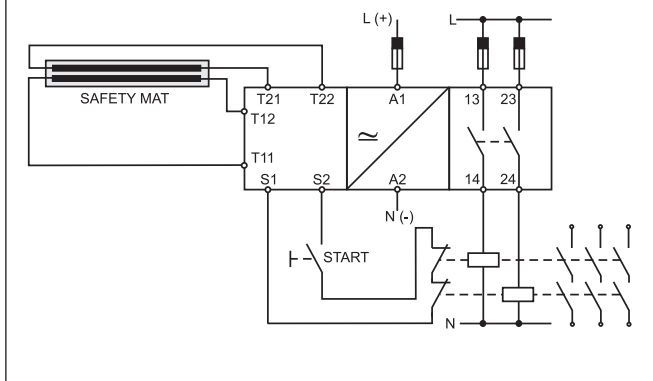 L (+) L
SAFETY MAT
T21 T22 A1 13 23
T12
≃
T11
S1 S2 A2 14 24
N (-)
START
N